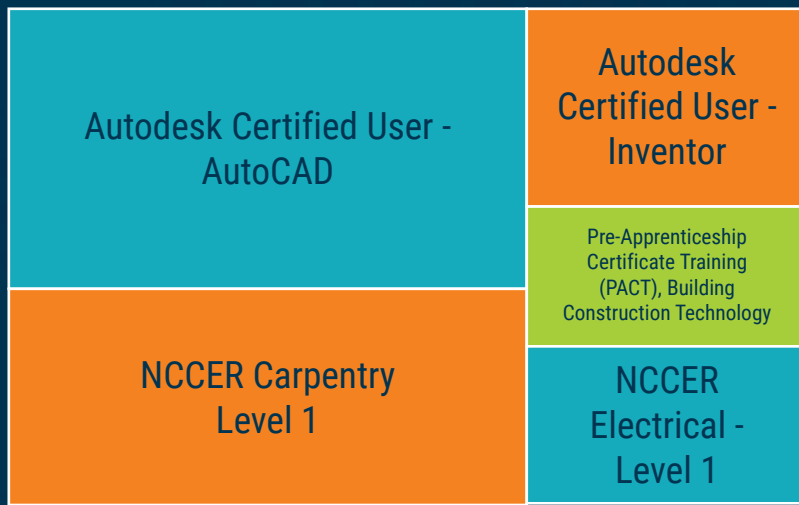 Autodesk Certified User -
AutoCAD
Autodesk
Certified User -
Inventor
Pre-Apprenticeship
Certificate Training
(PACT), Building
Construction Technology
NCCER Carpentry
Level 1
NCCER
Electrical -
Level 1